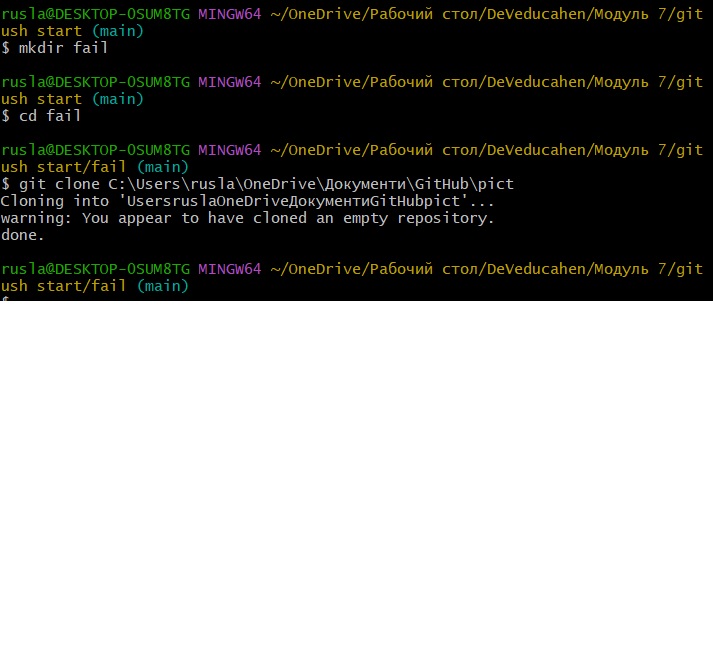 rusla@DESKTOP-OSUM8TG MINGW64 ~/OneDrive/Рабочий стол/DeVeducahen/Модуль 7/git
ush start (main)
$ mkdir fail
rusla@DESKTOP-OSUM8TG MINGW64 ~/OneDrive/Рабочий стол/DeVeducahen/Модуль 7/git
ush start (main)
$ cd fail
rusla@DESKTOP-OSUM8TG MINGW64 ~/OneDrive/Рабочий стол/DeVeducahen/Модуль 7/git
ush start/fail (main)
$ git clone C:\Users\rusla\OneDrive\Документи\GitHub\pict
Cloning into 'UsersruslaOneDriveДокументиGitHubpict'...
warning: You appear to have cloned an empty repository.
done.
rusla@DESKTOP-OSUM8TG MINGW64 ~/OneDrive/Рабочий стол/DeVeducahen/Модуль 7/git
ush start/fail (main)
$